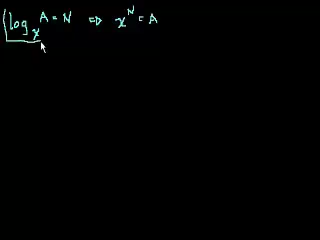 log_x A = N ⇒ x^N = A